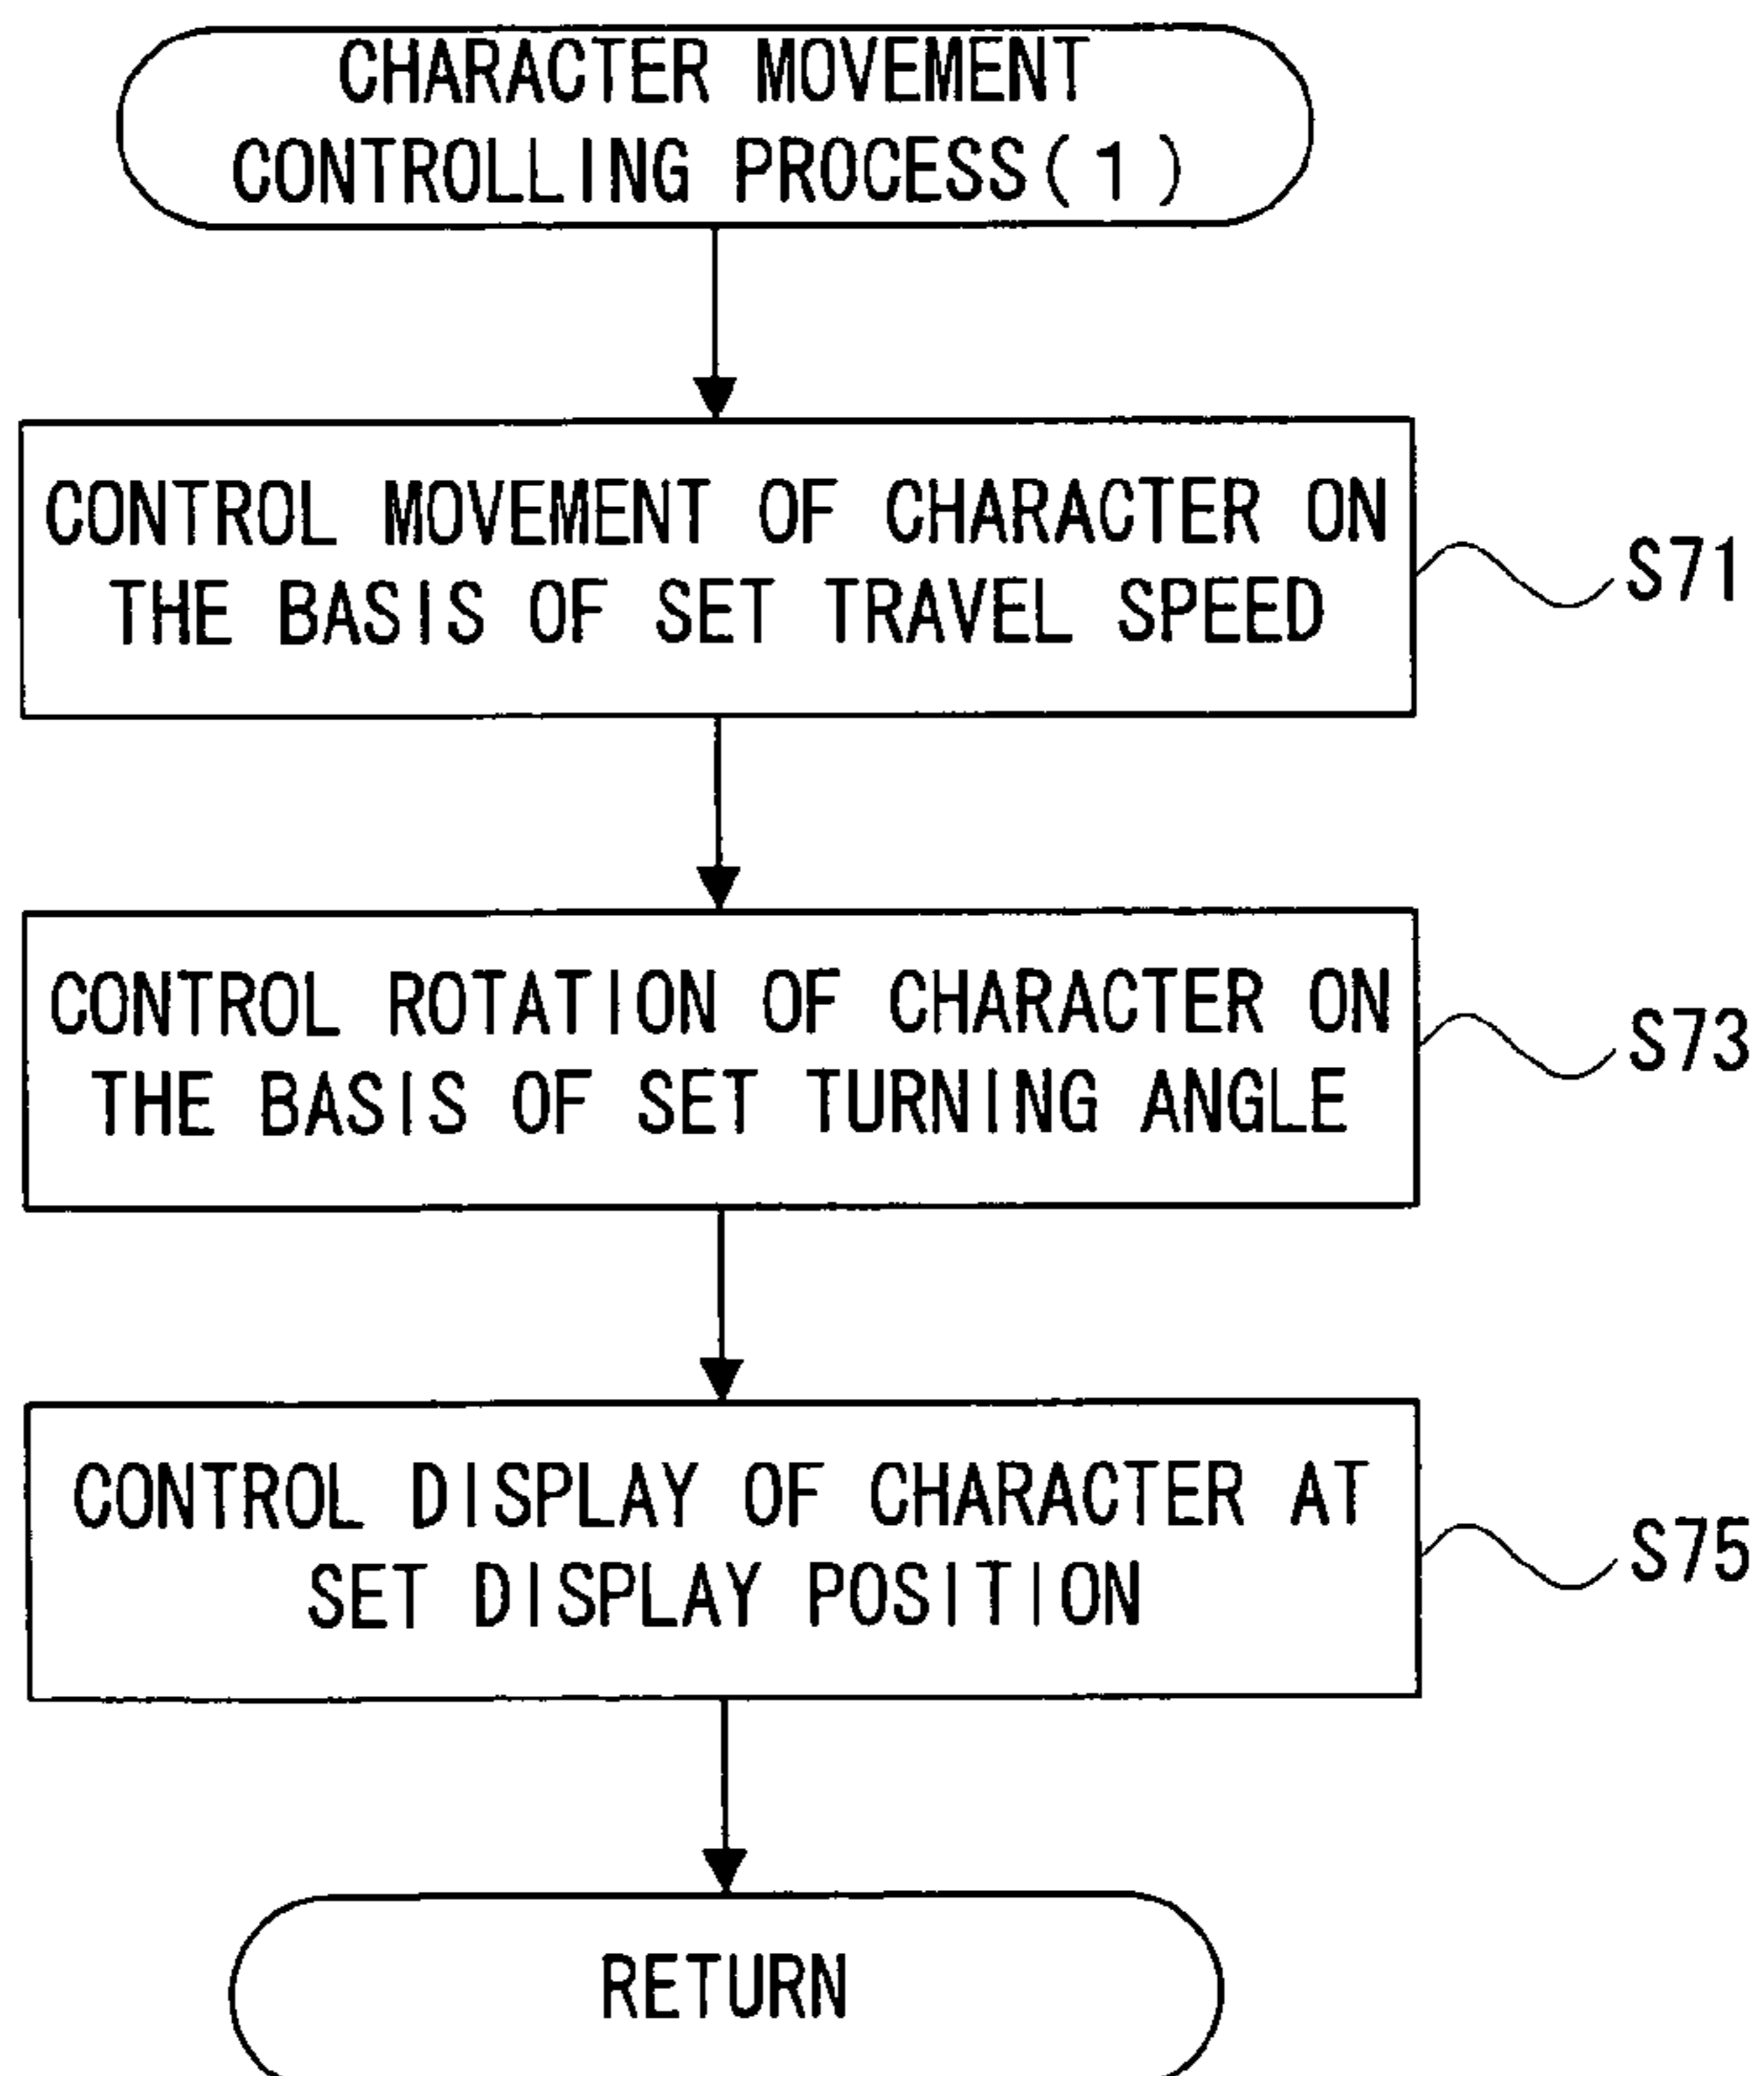 CHARACTER MOVEMENT
CONTROLLING PROCESS(1)
CONTROL MOVEMENT OF CHARACTER ON
THE BASIS OF SET TRAVEL SPEED
S71
CONTROL ROTATION OF CHARACTER ON
THE BASIS OF SET TURNING ANGLE
S73
CONTROL DISPLAY OF CHARACTER AT
SET DISPLAY POSITION
S75
RETURN